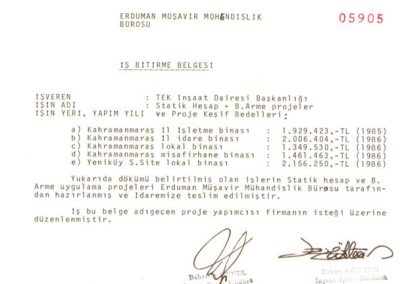 ERDUMAN MÜŞAVİR MÜHENDİSLİK
BÜROSU
05905
İŞ BİTİRME BELGESİ
İŞVEREN : TEK İnşaat Dairesi Başkanlığı
İŞİN ADI : Statik Hesap + B.Arme projeler
İŞİN YERİ, YAPIM YILI ve Proje Keşif Bedelleri:
a) Kahramanmaraş İl İşletme binası : 1.929,423,-TL (1985)
b) Kahramanmaraş İl idare binası : 2.006,404,-TL (1986)
c) Kahramanmaraş lokal binası : 1.349,530,-TL (1986)
d) Kahramanmaraş misafirhane binası : 1.461,463,-TL (1986)
e) Yeniköy S.Site lokal binası : 2.156,250,-TL (1986)
Yukarıda dökümü belirtilmiş olan işlerin Statik hesap ve B.
Arme uygulama projeleri Erduman Müşavir Mühandislik Bürosu tarafın-
dan hazırlanmış ve İdaremize teslim edilmiştir.
İş bu belge adıgeçen proje yapımcısı firmanın isteği üzerine
düzenlenmiştir.